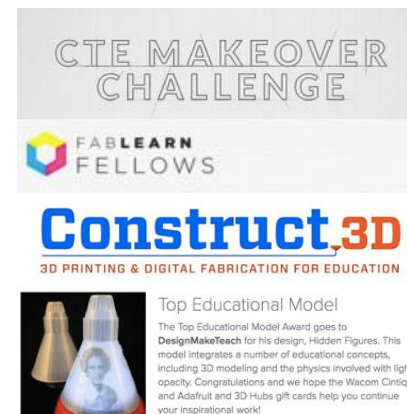 CTE MAKEOVER
CHALLENGE
FABLEARN
FELLOWS
Construct3D
3D PRINTING & DIGITAL FABRICATION FOR EDUCATION
Top Educational Model
The Top Educational Model Award goes to
DesignMakeTeach for his design, Hidden Figures. This
model integrates a number of educational concepts,
including 3D modeling and the physics involved with
opacity. Congratulations and we hope the Wacom
and Adafruit and 3D Hubs gift cards help you continue
your inspirational work!